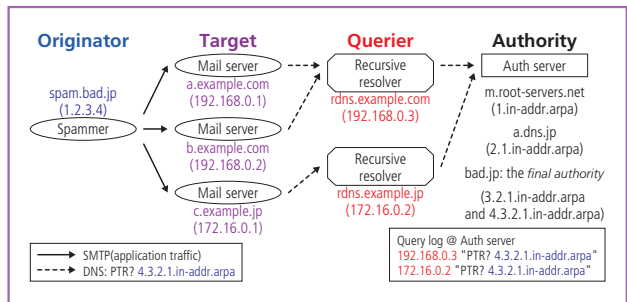 Originator
Target
Querier
Authority
spam.bad.jp
(1.2.3.4)
Spammer
Mail server
a.example.com
(192.168.0.1)
Mail server
b.example.com
(192.168.0.2)
Mail server
c.example.jp
(172.16.0.1)
Recursive
resolver
rdns.example.com
(192.168.0.3)
Recursive
resolver
rdns.example.jp
(172.16.0.2)
Auth server
m.root-servers.net
(1.in-addr.arpa)
a.dns.jp
(2.1.in-addr.arpa)
bad.jp: the final authority
(3.2.1.in-addr.arpa
and 4.3.2.1.in-addr.arpa)
SMTP(application traffic)
DNS: PTR? 4.3.2.1.in-addr.arpa
Query log @ Auth server
192.168.0.3 "PTR? 4.3.2.1.in-addr.arpa"
172.16.0.2 "PTR? 4.3.2.1.in-addr.arpa"